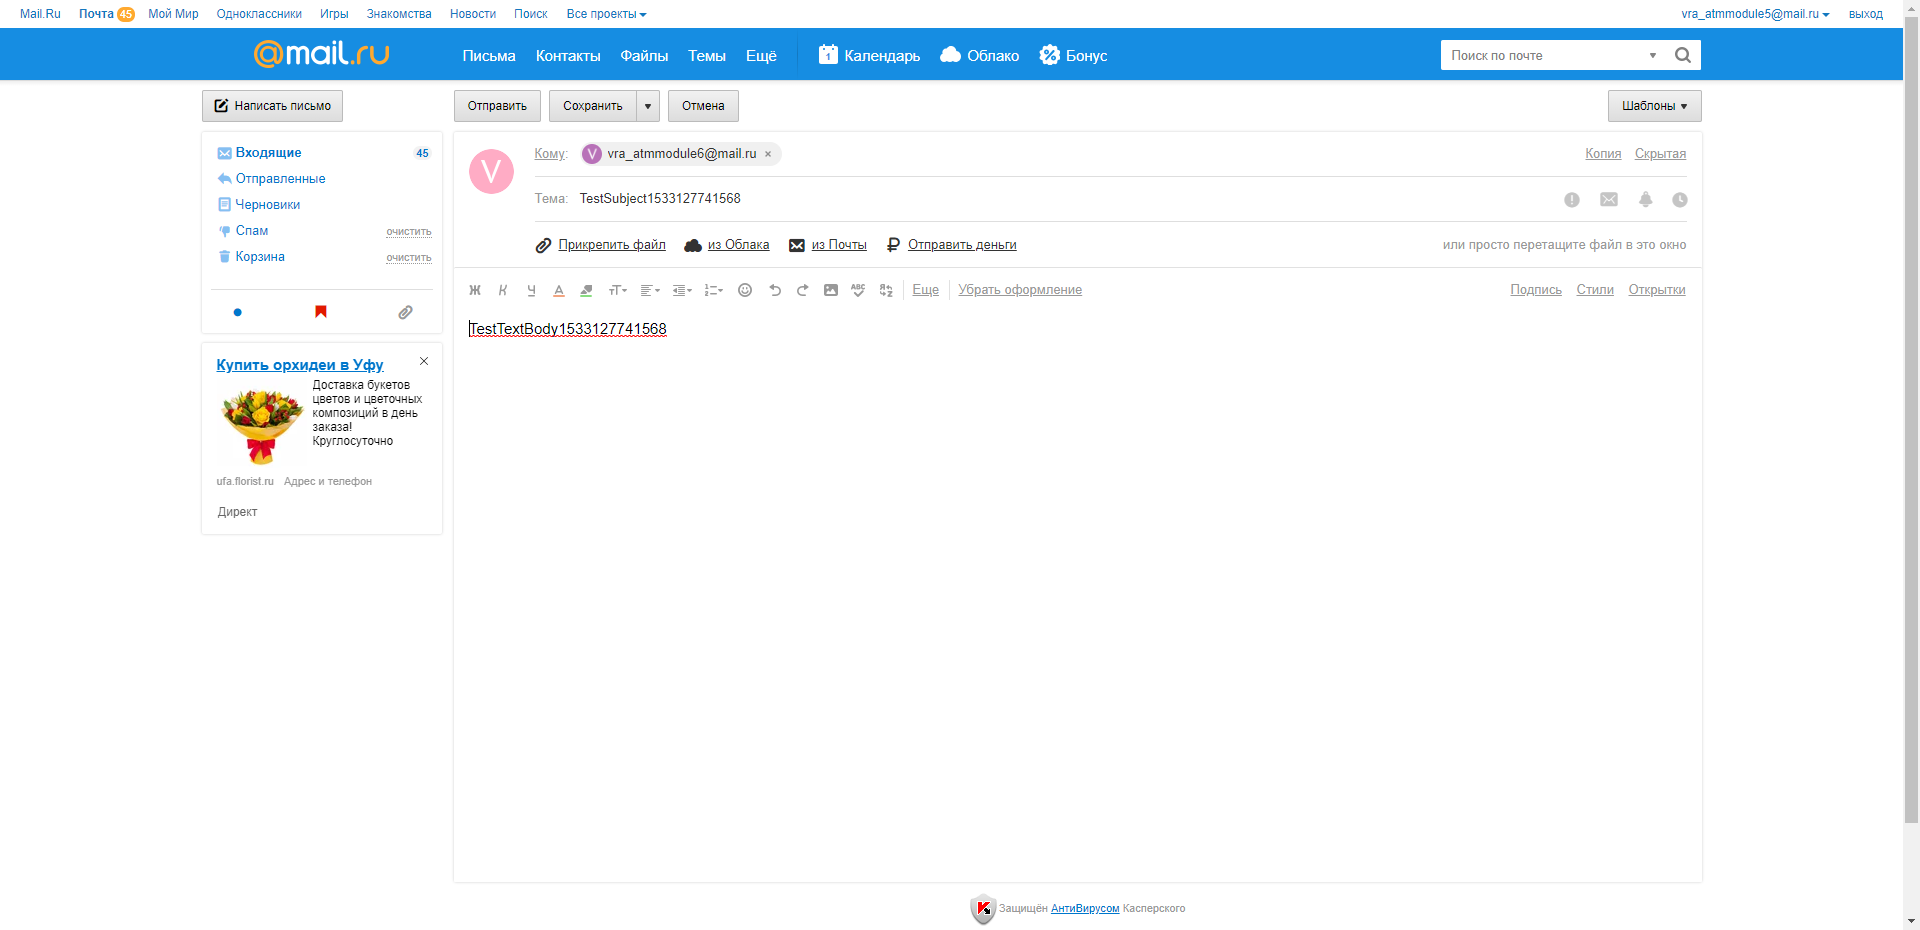 Mail.Ru Почта 45 Мой Мир Одноклассники Игры Знакомства Новости Поиск Все проекты vra_atmmodule5@mail.ru выход
@mail.ru Письма Контакты Файлы Темы Ещё 1 Календарь Облако Бонус Поиск по почте
Написать письмо Отправить Сохранить Отмена Шаблоны
Входящие 45
Отправленные
Черновики
Спам очистить
Корзина очистить
Купить орхидеи в Уфу
Доставка букетов
цветов и цветочных
композиций в день
заказа!
Круглосуточно
ufa.florist.ru Адрес и телефон
Директ
V Кому: V vra_atmmodule6@mail.ru × Копия Скрытая
Тема: TestSubject1533127741568
Прикрепить файл из Облака из Почты Отправить деньги или просто перетащите файл в это окно
Ж К Ч А тТ ABC Еще Убрать оформление Подпись Стили Открытки
TestTextBody1533127741568
Защищён АнтиВирусом Касперского